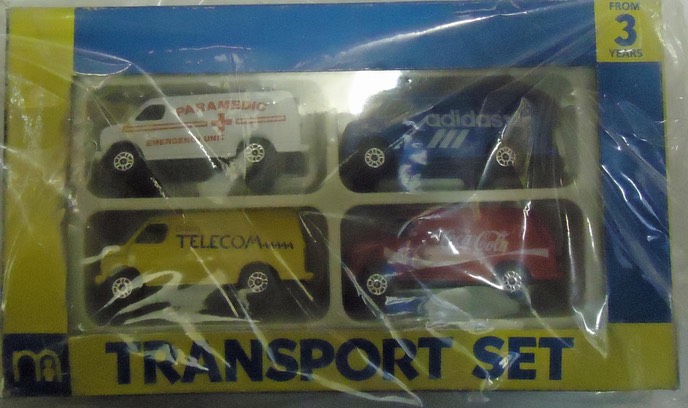 FROM
3
YEARS
PARAMEDIC
EMERGENCY UNIT
adidas
TELECOM
Coca-Cola
TRANSPORT SET